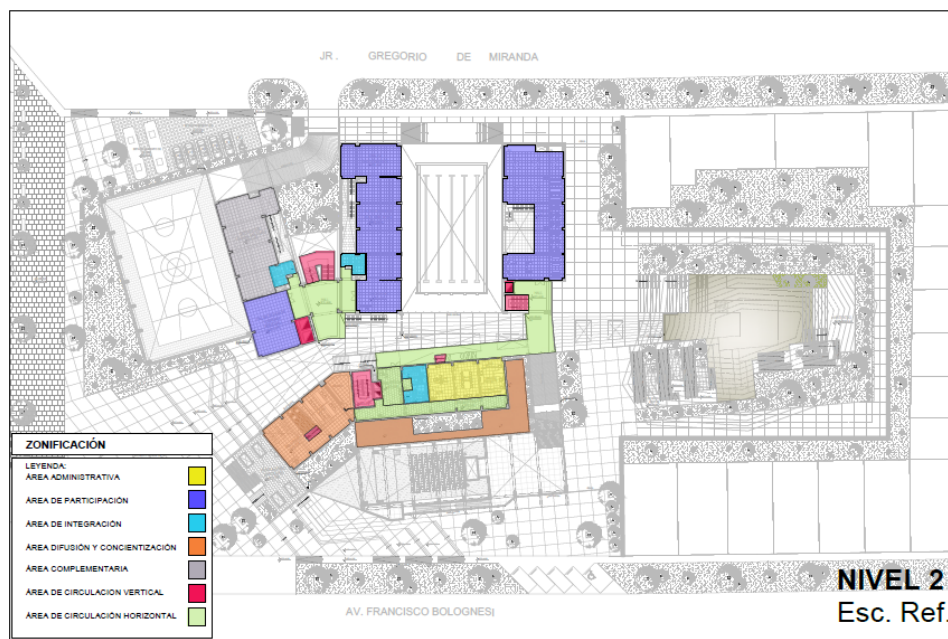 JR. GREGORIO DE MIRANDA
ZONIFICACIÓN
LEYENDA:
ÁREA ADMINISTRATIVA
ÁREA DE PARTICIPACIÓN
ÁREA DE INTEGRACIÓN
ÁREA DIFUSIÓN Y CONCIENTIZACIÓN
ÁREA COMPLEMENTARIA
ÁREA DE CIRCULACION VERTICAL
ÁREA DE CIRCULACIÓN HORIZONTAL
NIVEL 2
Esc. Ref.
AV. FRANCISCO BOLOGNESI